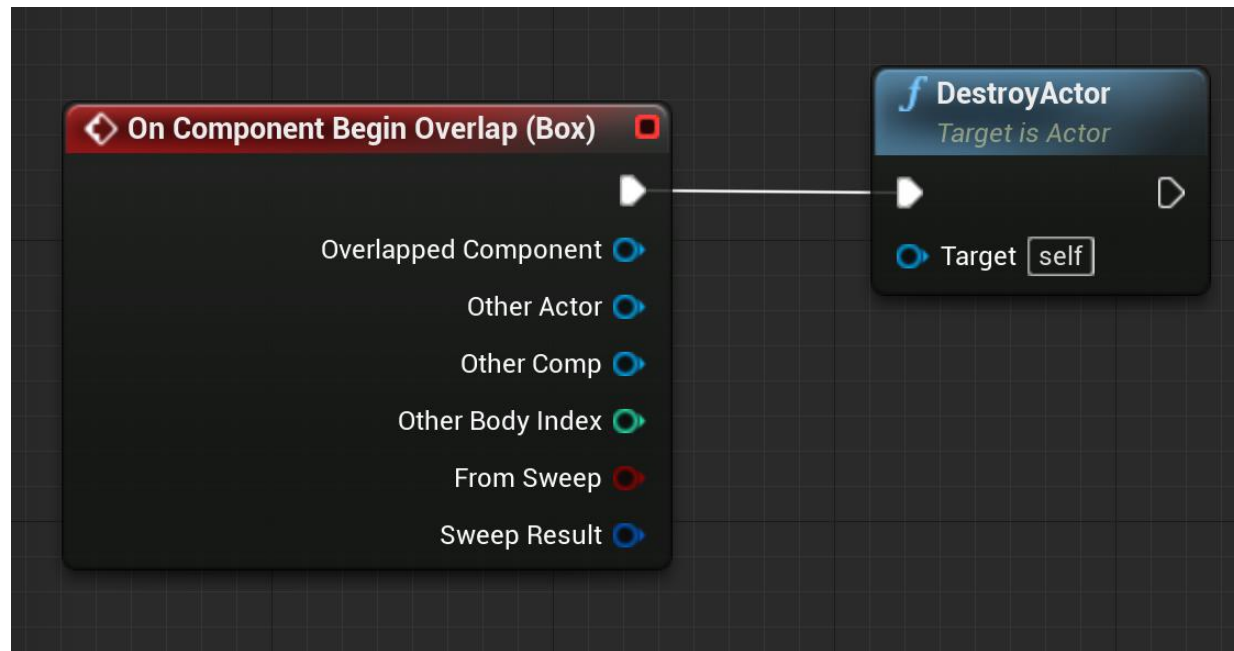 On Component Begin Overlap (Box)
Overlapped Component
Other Actor
Other Comp
Other Body Index
From Sweep
Sweep Result
f DestroyActor
Target is Actor
Target self